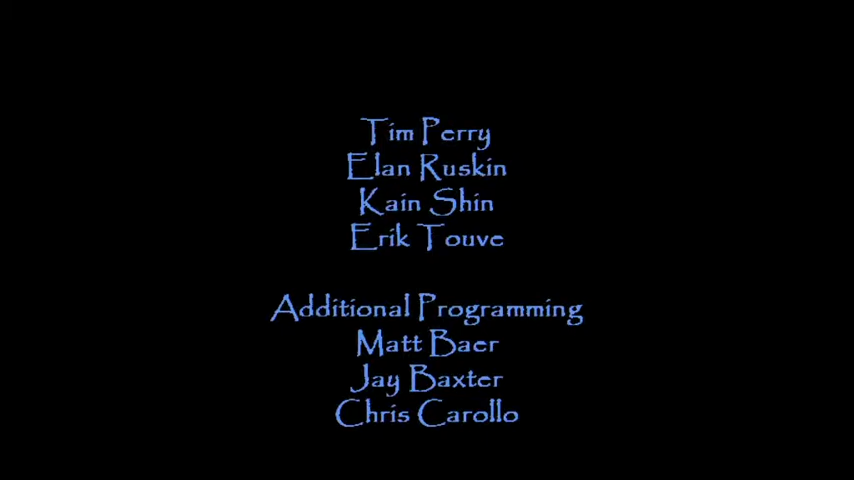 Tim Perry
Elan Ruskin
Kain Shin
Erik Touve
Additional Programming
Matt Baer
Jay Baxter
Chris Carollo